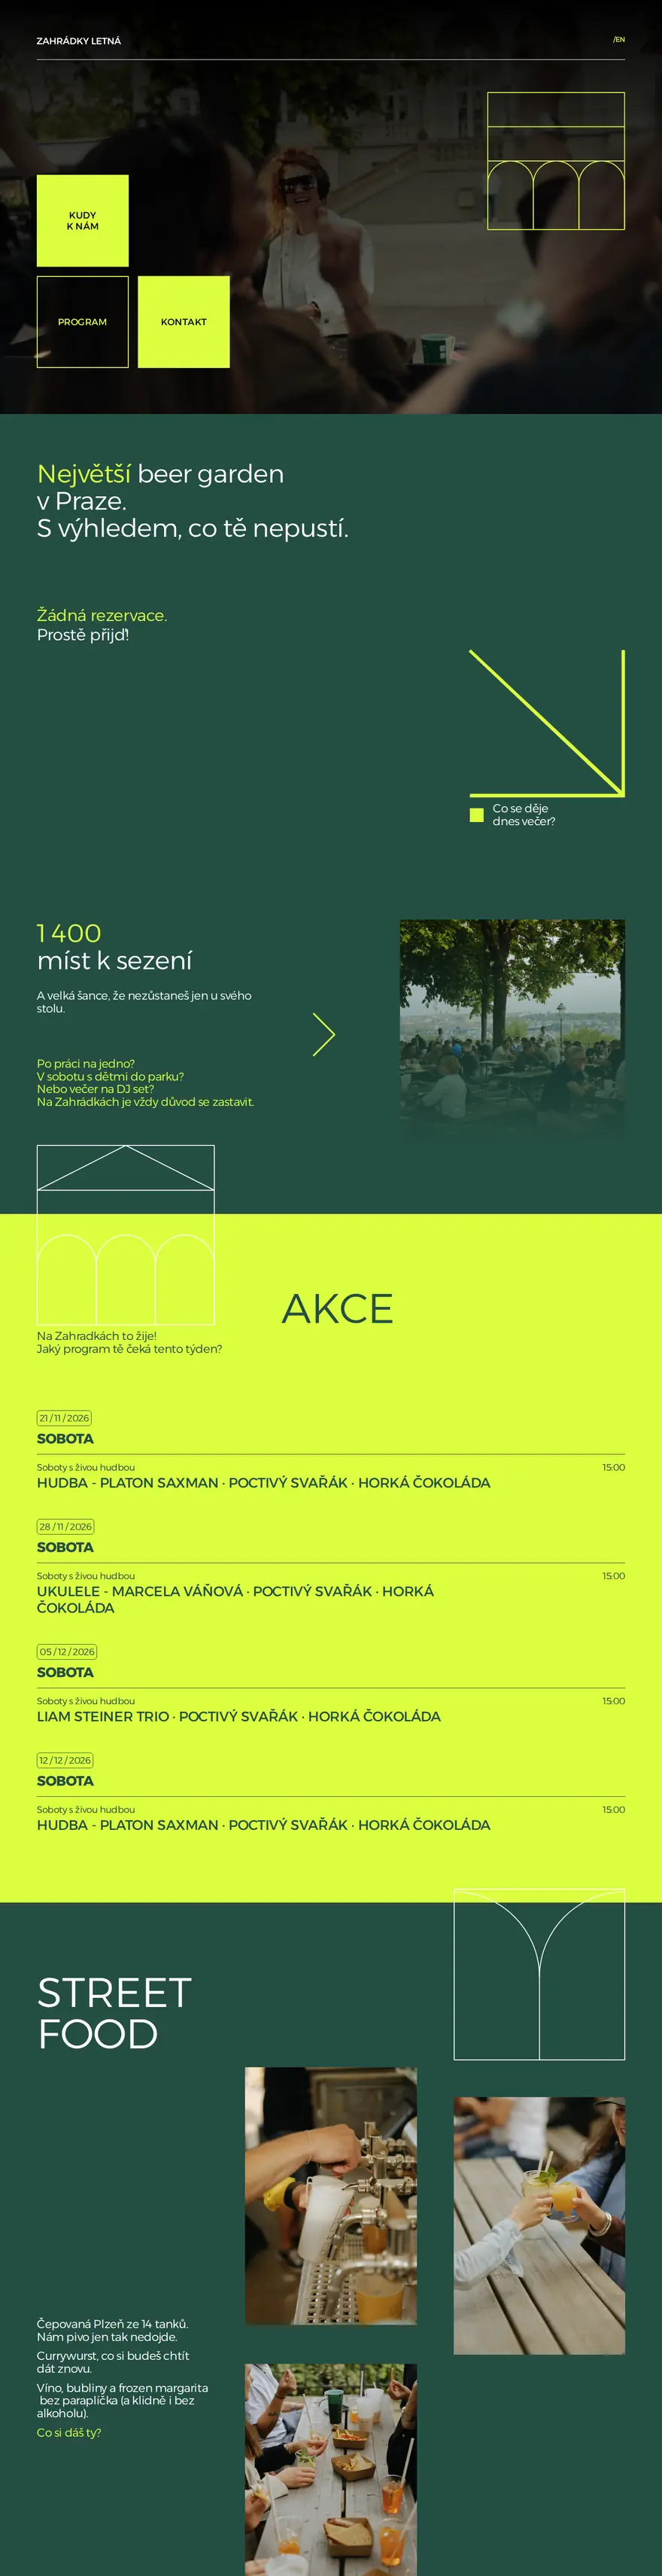 ZAHRÁDKY LETNÁ
/EN
KUDY
K NÁM
PROGRAM
KONTAKT
Největší beer garden
v Praze.
S výhledem, co tě nepustí.
Žádná rezervace.
Prostě přijď!
Co se děje
dnes večer?
1 400
míst k sezení
A velká šance, že nezůstaneš jen u svého
stolu.
Po práci na jedno?
V sobotu s dětmi do parku?
Nebo večer na DJ set?
Na Zahrádkách je vždy důvod se zastavit.
AKCE
Na Zahradkách to žije!
Jaký program tě čeká tento týden?
21 / 11 / 2026
SOBOTA
Soboty s živou hudbou
15:00
HUDBA - PLATON SAXMAN · POCTIVÝ SVAŘÁK · HORKÁ ČOKOLÁDA
28 / 11 / 2026
SOBOTA
Soboty s živou hudbou
15:00
UKULELE - MARCELA VÁŇOVÁ · POCTIVÝ SVAŘÁK · HORKÁ
ČOKOLÁDA
05 / 12 / 2026
SOBOTA
Soboty s živou hudbou
15:00
LIAM STEINER TRIO · POCTIVÝ SVAŘÁK · HORKÁ ČOKOLÁDA
12 / 12 / 2026
SOBOTA
Soboty s živou hudbou
15:00
HUDBA - PLATON SAXMAN · POCTIVÝ SVAŘÁK · HORKÁ ČOKOLÁDA
STREET
FOOD
Čepovaná Plzeň ze 14 tanků.
Nám pivo jen tak nedojde.
Currywurst, co si budeš chtít
dát znovu.
Víno, bubliny a frozen margarita
bez paraplíčka (a klidně i bez
alkoholu).
Co si dáš ty?